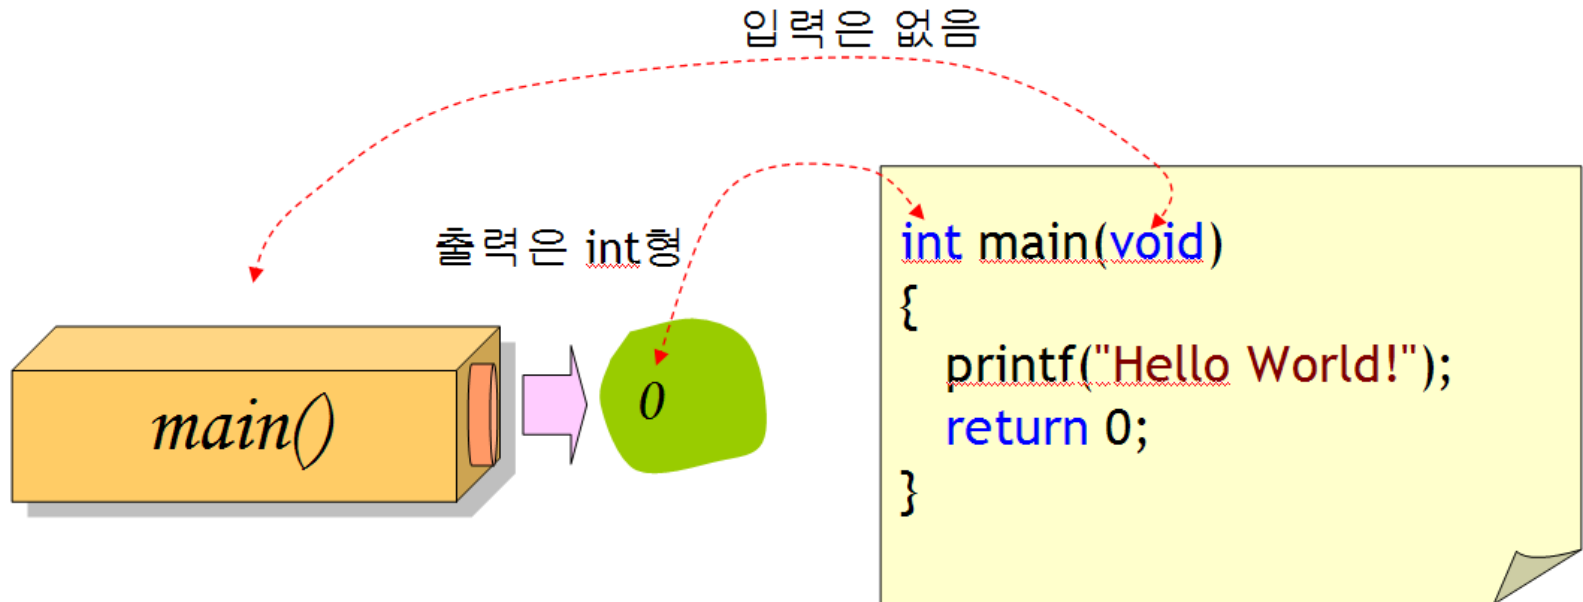 입력은 없음
출력은 int형
main()
0
int main(void)
{
printf("Hello World!");
return 0;
}